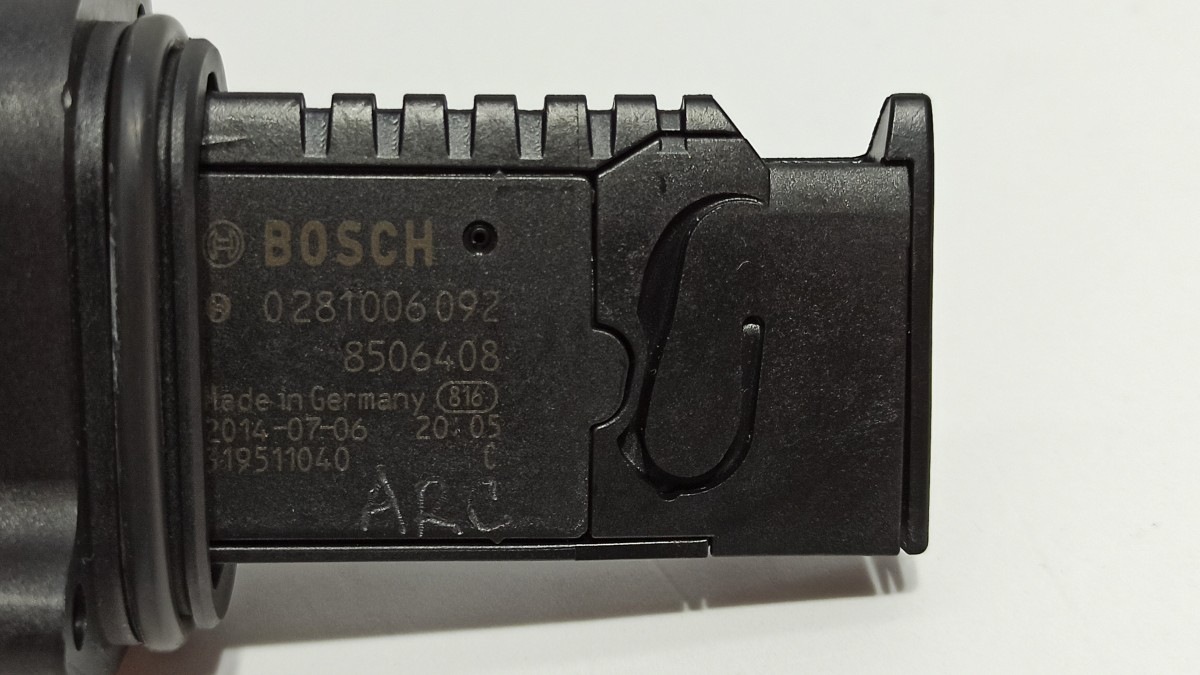 BOSCH
0281006092
8506408
Made in Germany 816
2014-07-06 20:05
319511040 C
ARC